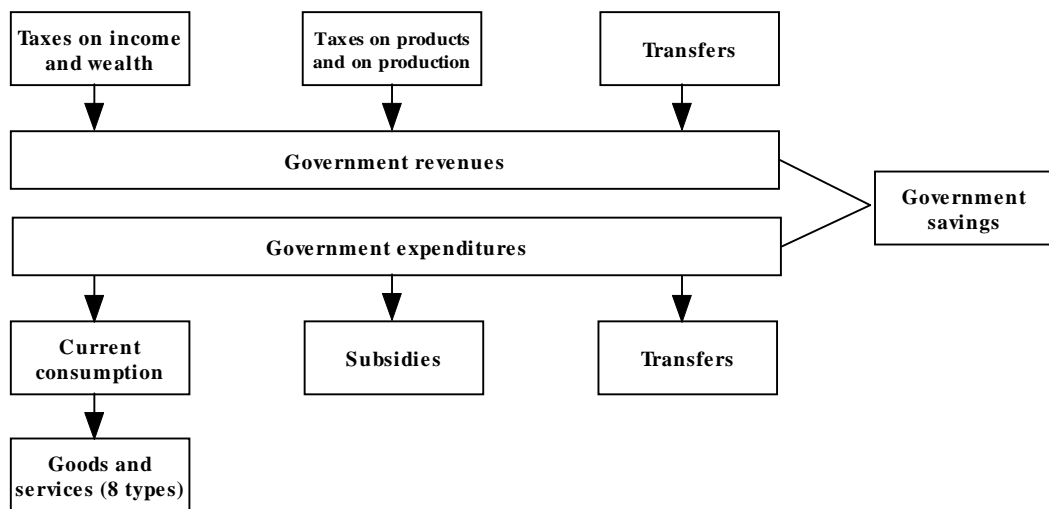 Taxes on income
and wealth
Taxes on products
and on production
Transfers
Government revenues
Government
savings
Government expenditures
Current
consumption
Subsidies
Transfers
Goods and
services (8 types)